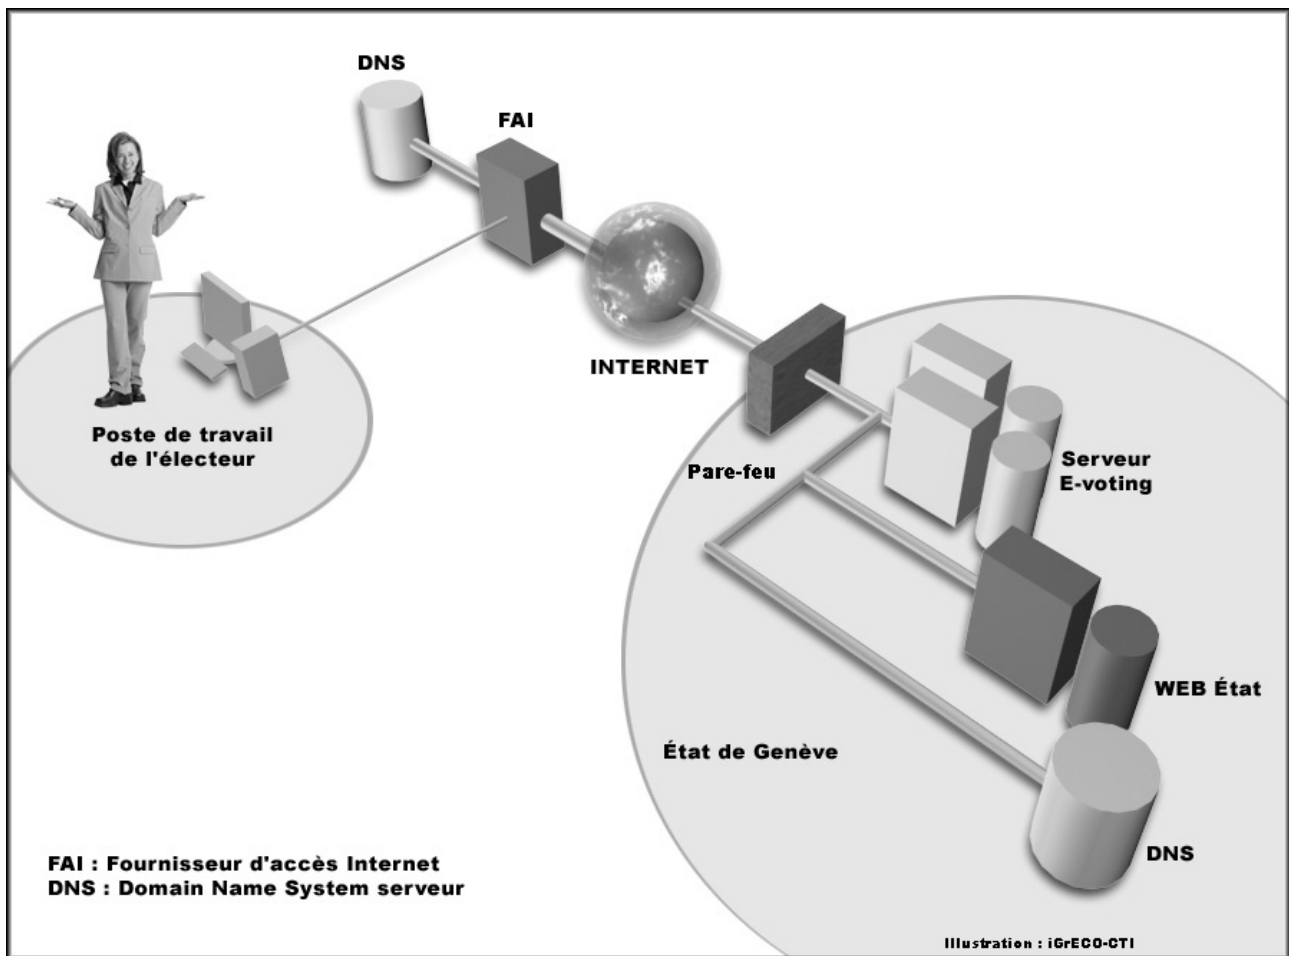 DNS
FAI
INTERNET
Poste de travail
de l'électeur
Pare-feu
Serveur
E-voting
WEB État
État de Genève
DNS
FAI : Fournisseur d'accès Internet
DNS : Domain Name System serveur
Illustration : iGrECO-CTI